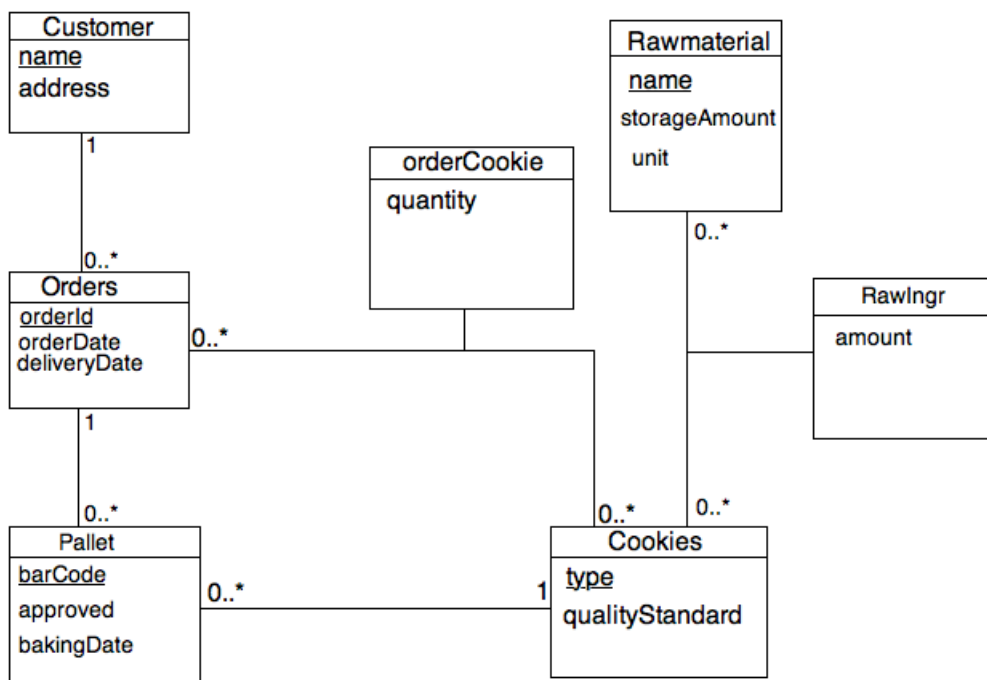 Customer
name
address
1
0..*
Orders
orderId
orderDate
deliveryDate
1
0..*
Pallet
barCode
approved
bakingDate
orderCookie
quantity
0..*
0..*
0..*
1
Rawmaterial
name
storageAmount
unit
0..*
RawIngr
amount
0..*
Cookies
type
qualityStandard